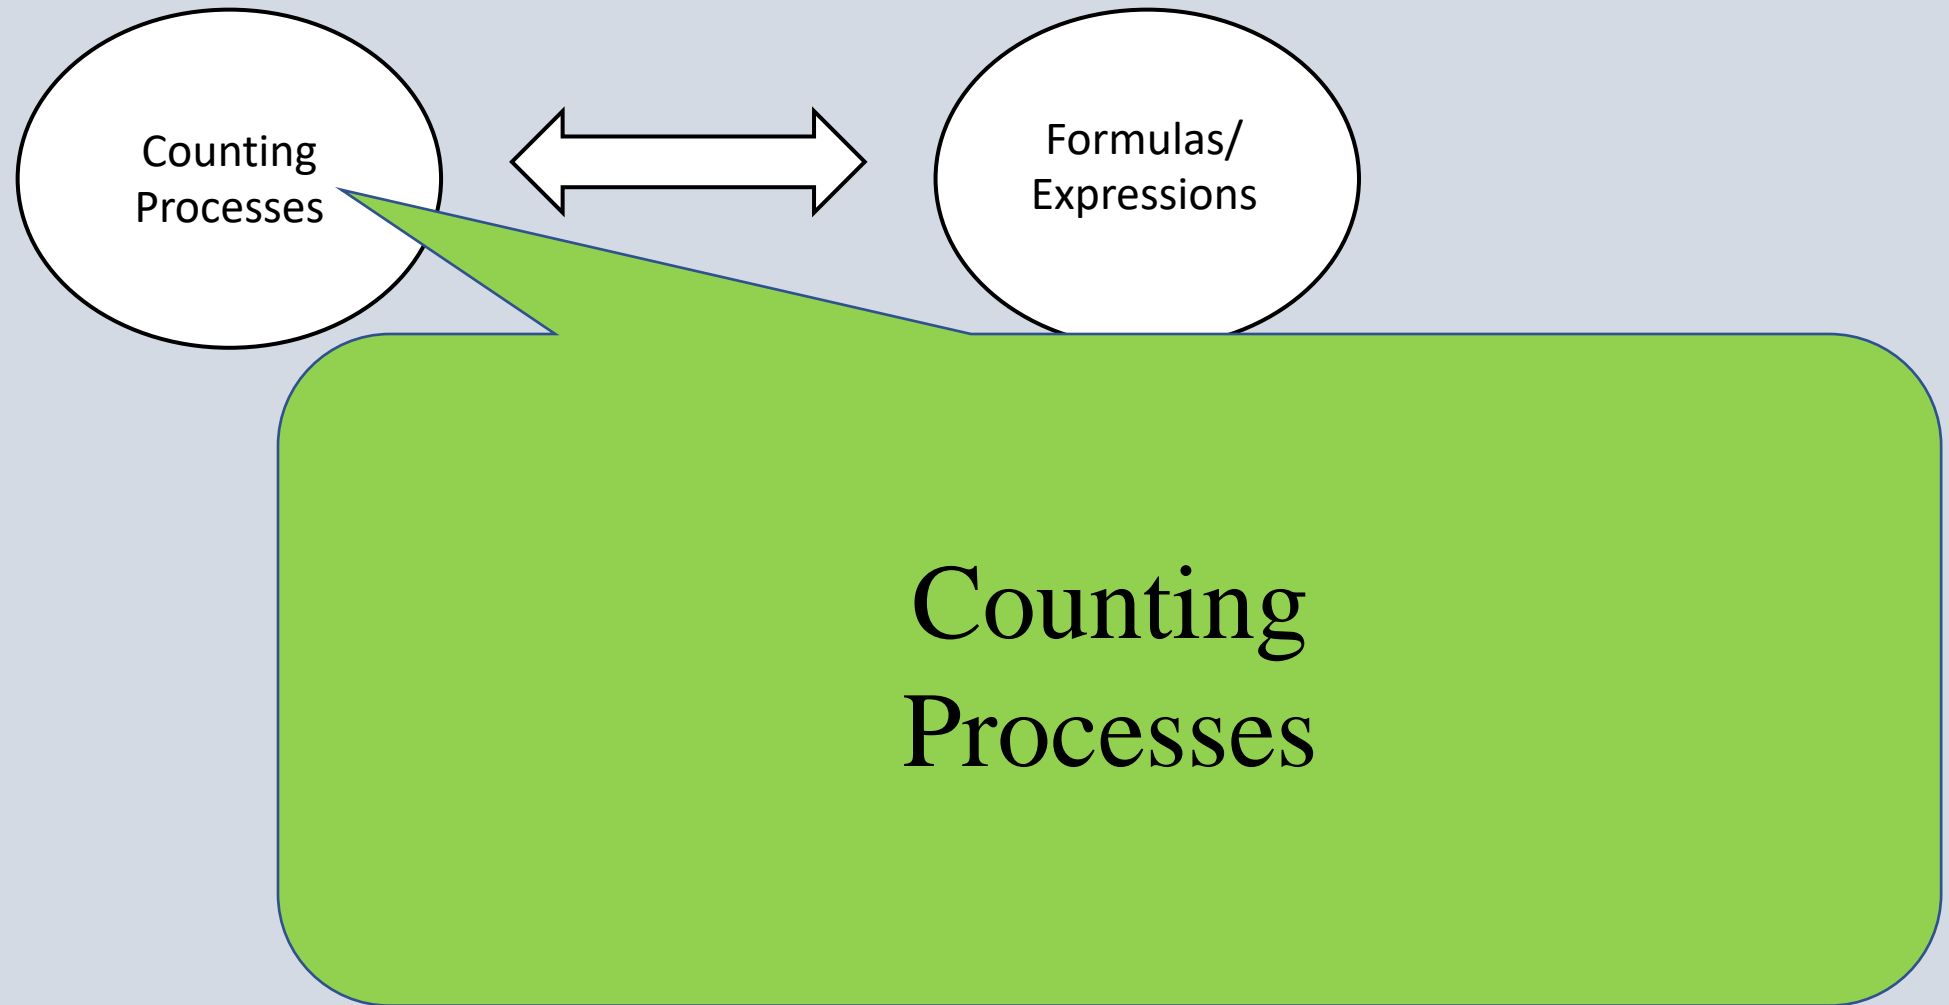 Counting
Processes
Formulas/
Expressions
Counting
Processes